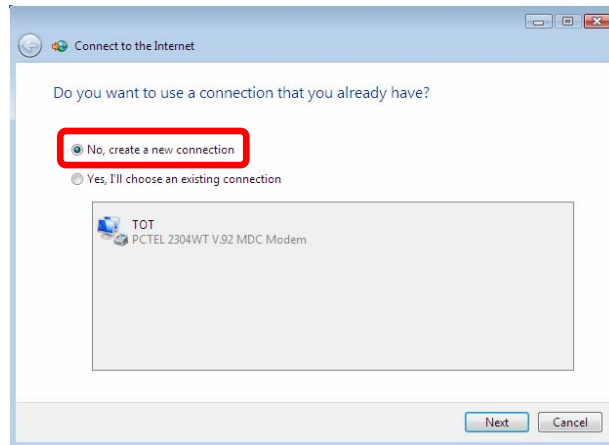 Connect to the Internet
Do you want to use a connection that you already have?
No, create a new connection
Yes, I'll choose an existing connection
TOT
PCTEL 2304WT V.92 MDC Modem
Next Cancel